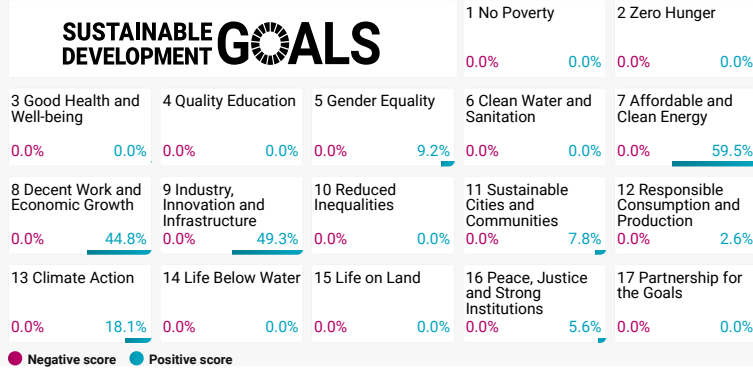 SUSTAINABLE
DEVELOPMENT
GOALS
1 No Poverty
0.0% 0.0%
2 Zero Hunger
0.0% 0.0%
3 Good Health and
Well-being
0.0% 0.0%
4 Quality Education
0.0% 0.0%
5 Gender Equality
0.0% 9.2%
6 Clean Water and
Sanitation
0.0% 0.0%
7 Affordable and
Clean Energy
0.0% 59.5%
8 Decent Work and
Economic Growth
0.0% 44.8%
9 Industry,
Innovation and
Infrastructure
0.0% 49.3%
10 Reduced
Inequalities
0.0% 0.0%
11 Sustainable
Cities and
Communities
0.0% 7.8%
12 Responsible
Consumption and
Production
0.0% 2.6%
13 Climate Action
0.0% 18.1%
14 Life Below Water
0.0% 0.0%
15 Life on Land
0.0% 0.0%
16 Peace, Justice
and Strong
Institutions
0.0% 5.6%
17 Partnership for
the Goals
0.0% 0.0%
Negative score Positive score